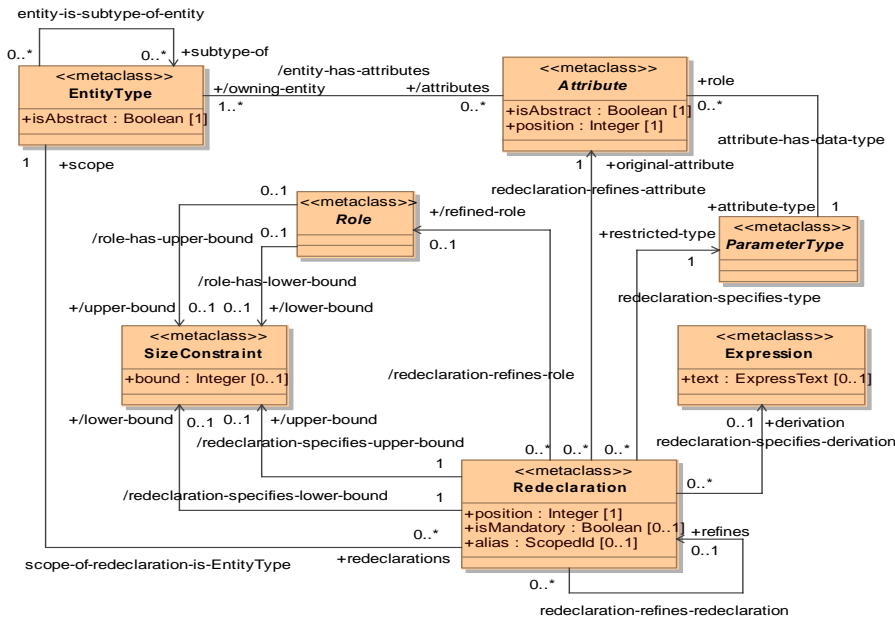 entity-is-subtype-of-entity
0..*
0..*
+subtype-of
<<metaclass>>
EntityType
+isAbstract : Boolean [1]
/entity-has-attributes
+/owning-entity
+/attributes
1..*
0..*
<<metaclass>>
Attribute
+isAbstract : Boolean [1]
+position : Integer [1]
+role
0..*
attribute-has-data-type
1
+scope
1
+original-attribute
redeclaration-refines-attribute
0..1
<<metaclass>>
Role
0..1
+/refined-role
0..1
/role-has-upper-bound
/role-has-lower-bound
+attribute-type
1
+restricted-type
1
<<metaclass>>
ParameterType
redeclaration-specifies-type
+/upper-bound
0..1
0..1
+/lower-bound
<<metaclass>>
SizeConstraint
+bound : Integer [0..1]
<<metaclass>>
Expression
+text : ExpressText [0..1]
/redeclaration-refines-role
+/lower-bound
0..1
0..1
+/upper-bound
0..1
+derivation
/redeclaration-specifies-upper-bound
redeclaration-specifies-derivation
0..*
0..*
0..*
1
/redeclaration-specifies-lower-bound
1
<<metaclass>>
Redeclaration
+position : Integer [1]
+isMandatory : Boolean [0..1]
+alias : ScopedId [0..1]
0..*
0..*
+redeclarations
scope-of-redeclaration-is-EntityType
+refines
0..1
0..*
redeclaration-refines-redeclaration